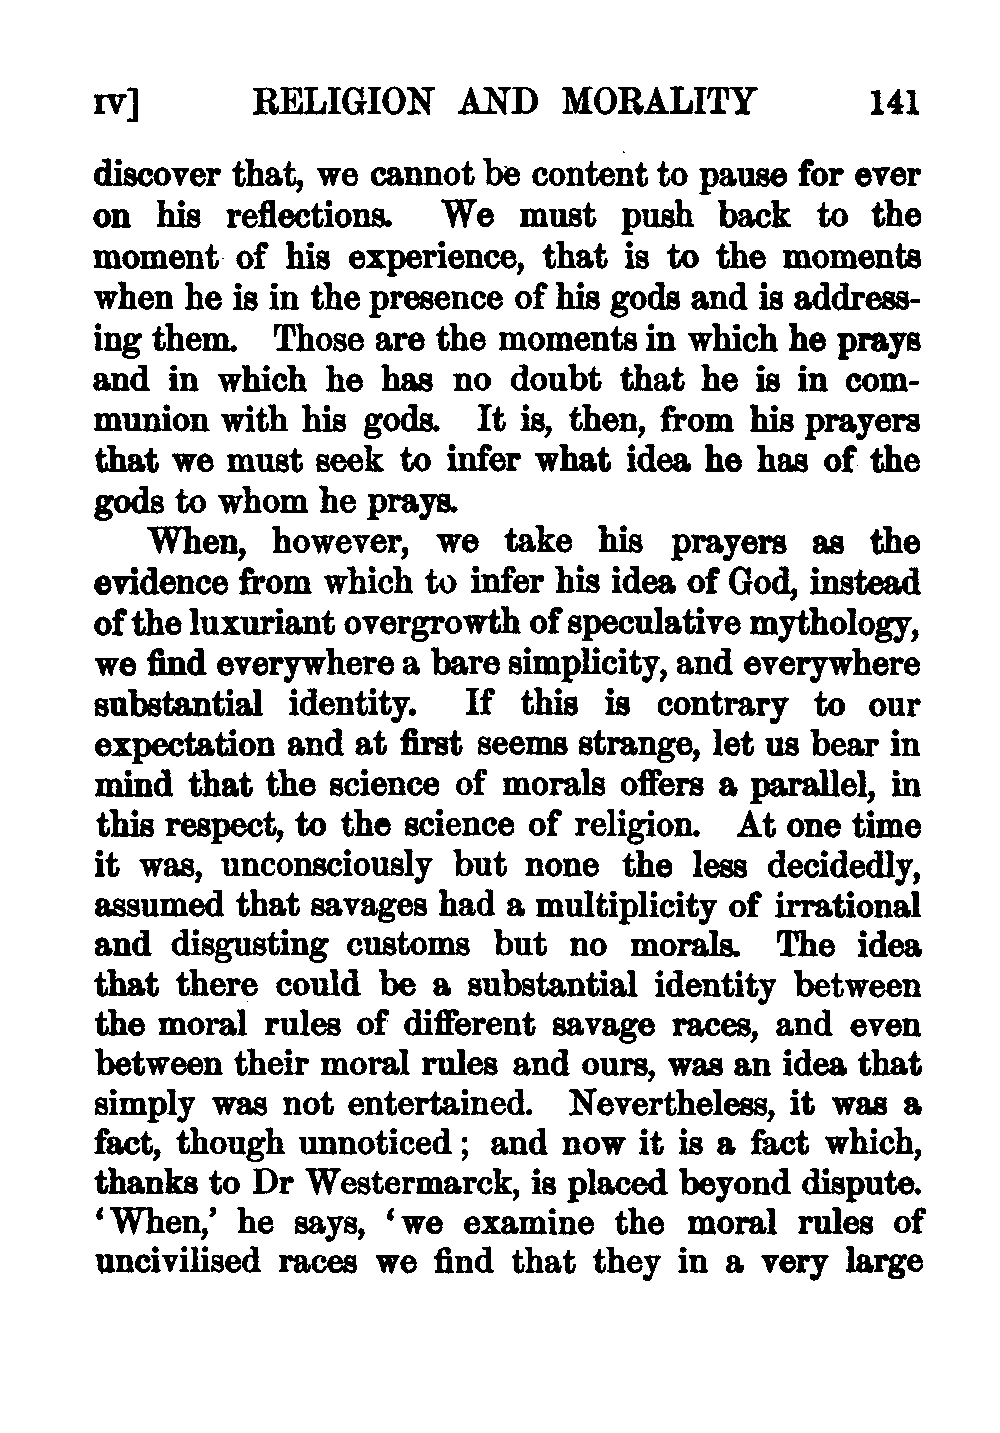 IV] RELIGION AND MORALITY 141
discover that, we cannot be content to pause for ever
on his reflections. We must push back to the
moment of his experience, that is to the moments
when he is in the presence of his gods and is address-
ing them. Those are the moments in which he prays
and in which he has no doubt that he is in com-
munion with his gods. It is, then, from his prayers
that we must seek to infer what idea he has of the
gods to whom he prays.
When, however, we take his prayers as the
evidence from which to infer his idea of God, instead
of the luxuriant overgrowth of speculative mythology,
we find everywhere a bare simplicity, and everywhere
substantial identity. If this is contrary to our
expectation and at first seems strange, let us bear in
mind that the science of morals offers a parallel, in
this respect, to the science of religion. At one time
it was, unconsciously but none the less decidedly,
assumed that savages had a multiplicity of irrational
and disgusting customs but no morals. The idea
that there could be a substantial identity between
the moral rules of different savage races, and even
between their moral rules and ours, was an idea that
simply was not entertained. Nevertheless, it was a
fact, though unnoticed ; and now it is a fact which,
thanks to Dr Westermarck, is placed beyond dispute.
‘When,’ he says, ‘we examine the moral rules of
uncivilised races we find that they in a very large